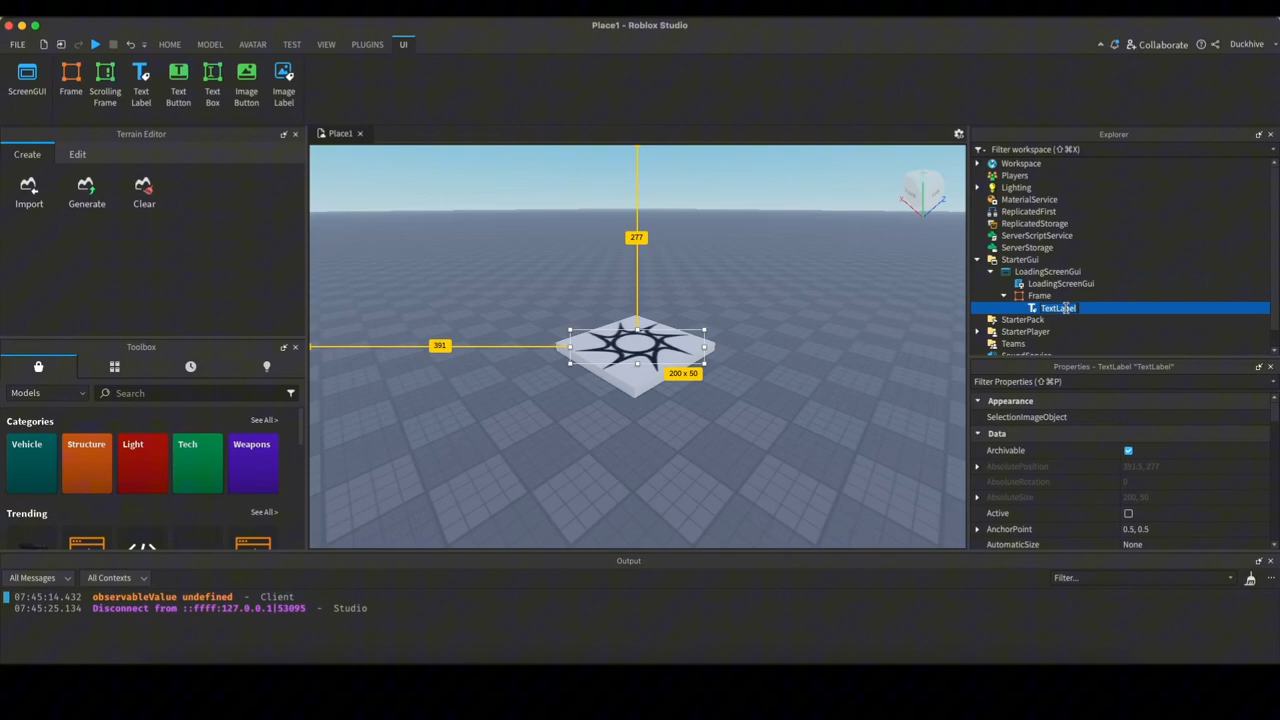 Place1 - Roblox Studio
FILE HOME MODEL AVATAR TEST VIEW PLUGINS UI Collaborate Duckhive
ScreenGUI Frame Scrolling Frame Text Label Text Button Text Box Image Button Image Label
Terrain Editor
Create Edit
Import Generate Clear
Toolbox
Models Search
Categories See All >
Vehicle Structure Light Tech Weapons
Trending See All >
Place1
277
391
200 x 50
Explorer
Filter workspace (⇧⌘X)
Workspace
Players
Lighting
MaterialService
ReplicatedFirst
ReplicatedStorage
ServerScriptService
ServerStorage
StarterGui
LoadingScreenGui
LoadingScreenGui
Frame
TextLabel
StarterPack
StarterPlayer
Teams
SoundService
Properties - TextLabel "TextLabel"
Filter Properties (⇧⌘P)
Appearance
SelectionImageObject
Data
Archivable
AbsolutePosition 391.5, 277
AbsoluteRotation 0
AbsoluteSize 200, 50
Active
AnchorPoint 0.5, 0.5
AutomaticSize None
Output
All Messages All Contexts Filter...
07:45:14.432 observableValue undefined - Client
07:45:25.134 Disconnect from ::ffff:127.0.0.1|53095 - Studio